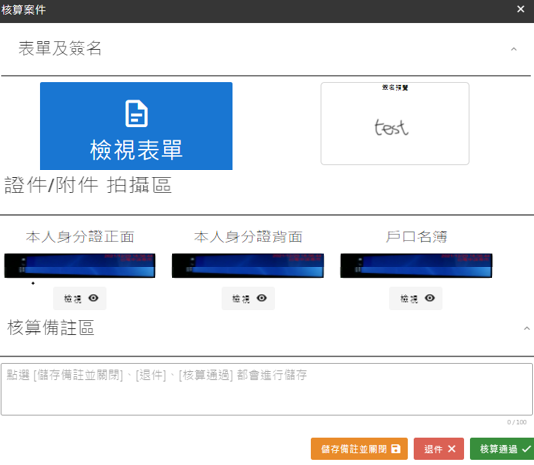 核算案件
表單及簽名
檢視表單
簽名預覽
test
證件/附件 拍攝區
本人身分證正面
本人身分證背面
戶口名簿
檢視
檢視
檢視
核算備註區
點選 [儲存備註並關閉]、[退件]、[核算通過] 都會進行儲存
0 / 100
儲存備註並關閉
退件
核算通過